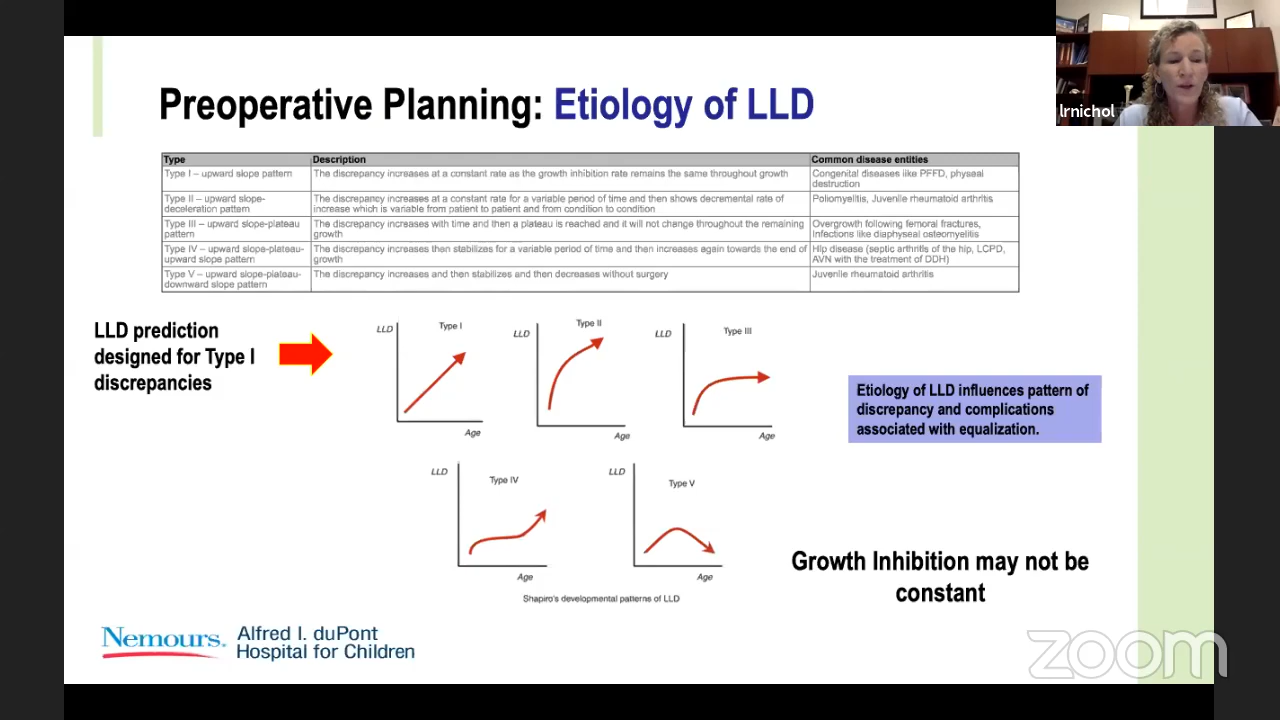 lrnichol
Preoperative Planning: Etiology of LLD
Type Description Common disease entities
Type I – upward slope pattern The discrepancy increases at a constant rate as the growth inhibition rate remains the same throughout growth Congenital diseases like PFFD, physeal
destruction
Type II – upward slope- The discrepancy increases at a constant rate for a variable period of time and then shows decremental rate of Poliomyelitis, Juvenile rheumatoid arthritis
deceleration pattern increase which is variable from patient to patient and from condition to condition
Type III – upward slope-plateau The discrepancy increases with time and then a plateau is reached and it will not change throughout the remaining Overgrowth following femoral fractures,
pattern growth Infections like diaphyseal osteomyelitis
Type IV – upward slope-plateau- The discrepancy increases then stabilizes for a variable period of time and then increases again towards the end of Hip disease (septic arthritis of the hip, LCPD,
upward slope pattern growth AVN with the treatment of DDH)
Type V – upward slope-plateau- The discrepancy increases and then stabilizes and then decreases without surgery Juvenile rheumatoid arthritis
downward slope pattern
LLD prediction
designed for Type I
discrepancies
LLD Type I Age
LLD Type II Age
LLD Type III Age
Etiology of LLD influences pattern of
discrepancy and complications
associated with equalization.
LLD Type IV Age
LLD Type V Age
Shapiro's developmental patterns of LLD
Growth Inhibition may not be
constant
Nemours. Alfred I. duPont
Hospital for Children
zoom